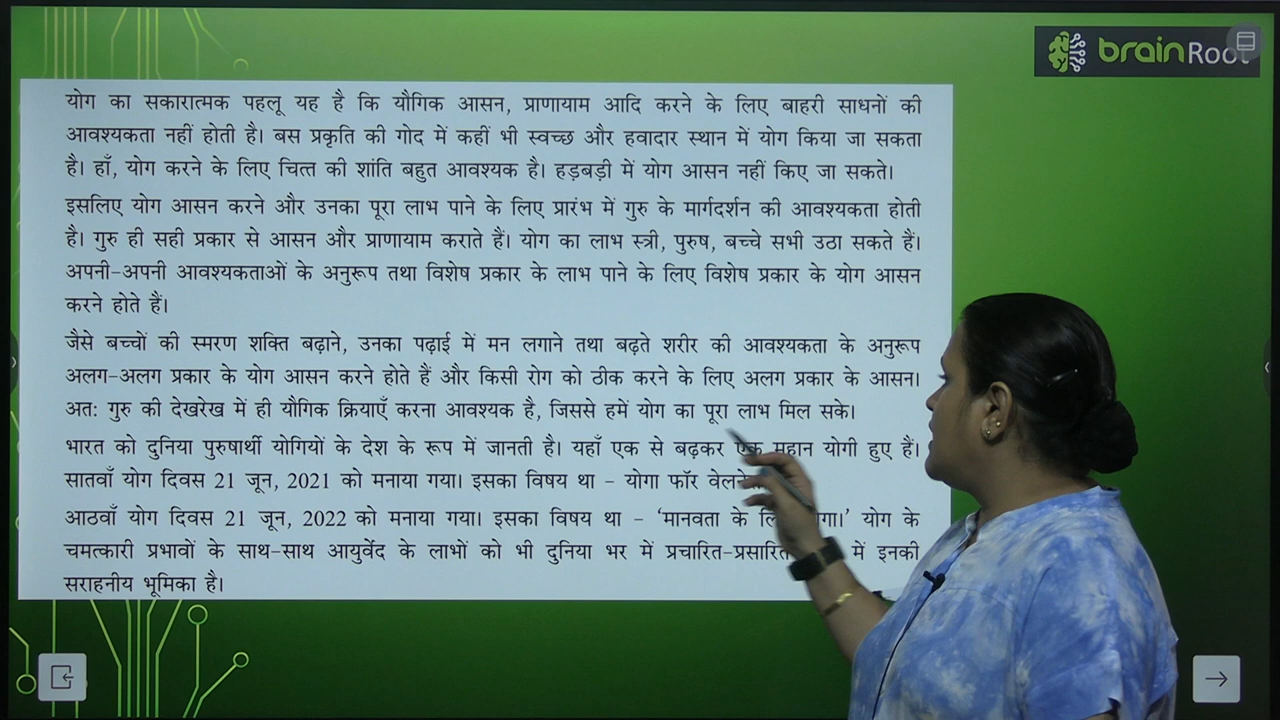 brainRoot
योग का सकारात्मक पहलू यह है कि यौगिक आसन, प्राणायाम आदि करने के लिए बाहरी साधनों की
आवश्यकता नहीं होती है। बस प्रकृति की गोद में कहीं भी स्वच्छ और हवादार स्थान में योग किया जा सकता
है। हाँ, योग करने के लिए चित्त की शांति बहुत आवश्यक है। हड़बड़ी में योग आसन नहीं किए जा सकते।
इसलिए योग आसन करने और उनका पूरा लाभ पाने के लिए प्रारंभ में गुरु के मार्गदर्शन की आवश्यकता होती
है। गुरु ही सही प्रकार से आसन और प्राणायाम कराते हैं। योग का लाभ स्त्री, पुरुष, बच्चे सभी उठा सकते हैं।
अपनी-अपनी आवश्यकताओं के अनुरूप तथा विशेष प्रकार के लाभ पाने के लिए विशेष प्रकार के योग आसन
करने होते हैं।
जैसे बच्चों की स्मरण शक्ति बढ़ाने, उनका पढ़ाई में मन लगाने तथा बढ़ते शरीर की आवश्यकता के अनुरूप
अलग-अलग प्रकार के योग आसन करने होते हैं और किसी रोग को ठीक करने के लिए अलग प्रकार के आसन।
अत: गुरु की देखरेख में ही यौगिक क्रियाएँ करना आवश्यक है, जिससे हमें योग का पूरा लाभ मिल सके।
भारत को दुनिया पुरुषार्थी योगियों के देश के रूप में जानती है। यहाँ एक से बढ़कर एक महान योगी हुए हैं।
सातवाँ योग दिवस 21 जून, 2021 को मनाया गया। इसका विषय था - योगा फॉर
आठवाँ योग दिवस 21 जून, 2022 को मनाया गया। इसका विषय था - 'मानवता के योग के
चमत्कारी प्रभावों के साथ-साथ आयुर्वेद के लाभों को भी दुनिया भर में प्रचारित-प्रसारित में इनकी
सराहनीय भूमिका है।